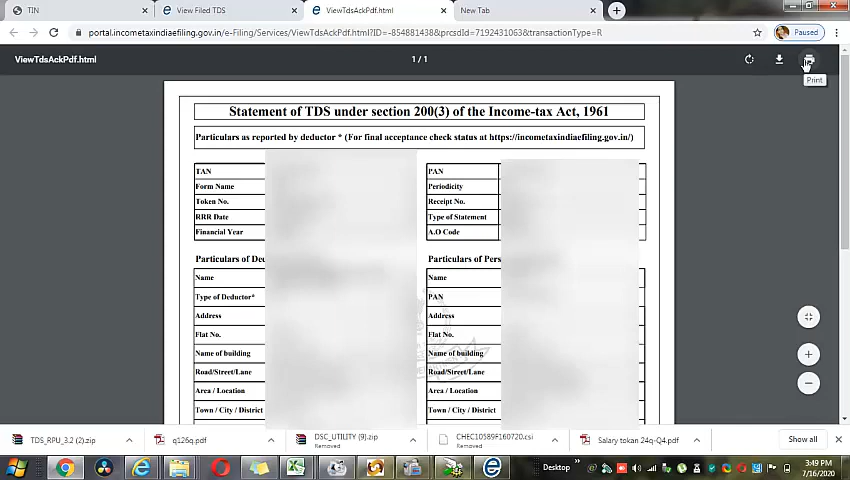 TIN
View Filed TDS
ViewTdsAckPdf.html
New Tab
portal.incometaxindiaefiling.gov.in/e-Filing/Services/ViewTdsAckPdf.html?ID=-854881438&prcsdId=7192431063&transactionType=R
Paused
ViewTdsAckPdf.html
1 / 1
Print
Statement of TDS under section 200(3) of the Income-tax Act, 1961
Particulars as reported by deductor * (For final acceptance check status at https://incometaxindiaefiling.gov.in/)
TAN
PAN
Form Name
Periodicity
Token No.
Receipt No.
RRR Date
Type of Statement
Financial Year
A.O Code
Particulars of Dec
Particulars of Pers
Name
Name
Type of Deductor*
PAN
Address
Address
Flat No.
Flat No.
Name of building
Name of building
Road/Street/Lane
Road/Street/Lane
Area / Location
Area / Location
Town / City / District
Town / City / District
TDS_RPU_3.2 (2).zip
q126q.pdf
DSC_UTILITY (9).zip
Removed
CHEC10589F160720.csi
Removed
Salary tokan 24q-Q4.pdf
Show all
Desktop
3:49 PM
7/16/2020